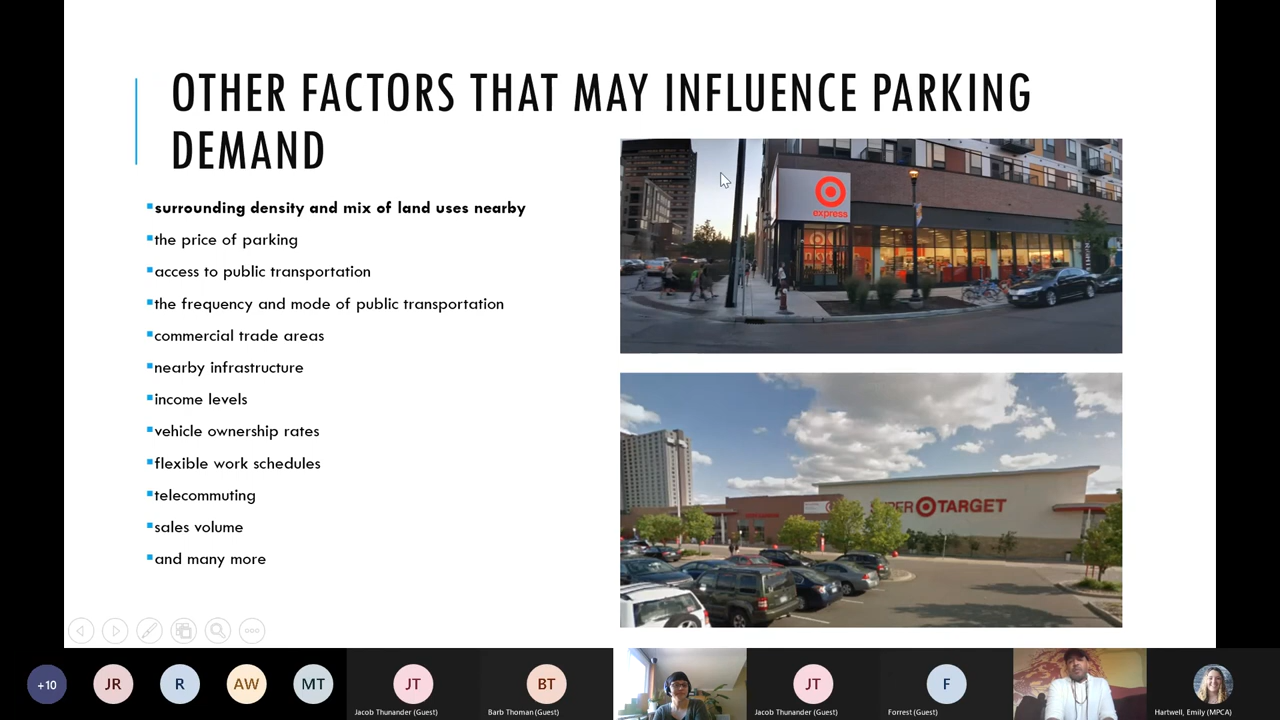 OTHER FACTORS THAT MAY INFLUENCE PARKING
DEMAND
surrounding density and mix of land uses nearby
the price of parking
access to public transportation
the frequency and mode of public transportation
commercial trade areas
nearby infrastructure
income levels
vehicle ownership rates
flexible work schedules
telecommuting
sales volume
and many more
express
TARGET
+10
JR
R
AW
MT
JT
BT
JT
F
Jacob Thunander (Guest)
Barb Thoman (Guest)
Jacob Thunander (Guest)
Forrest (Guest)
Hartwell, Emily (MPCA)